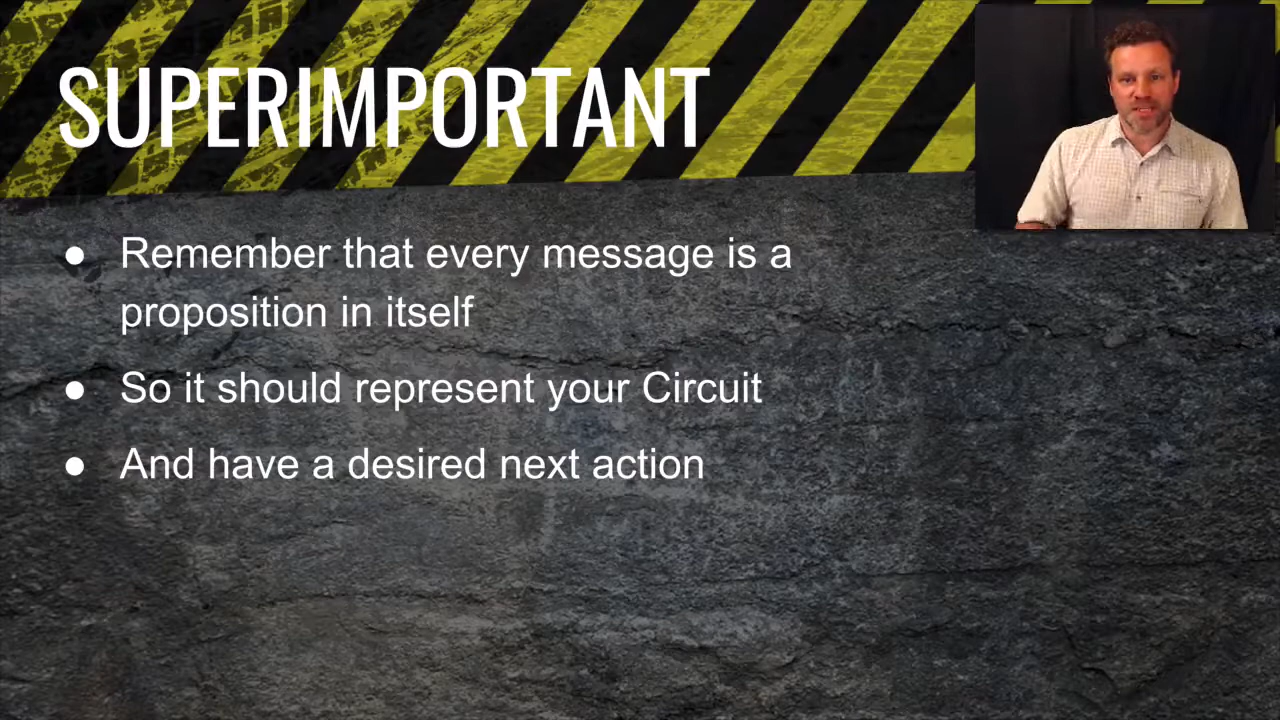 SUPERIMPORTANT
● Remember that every message is a
proposition in itself
● So it should represent your Circuit
● And have a desired next action